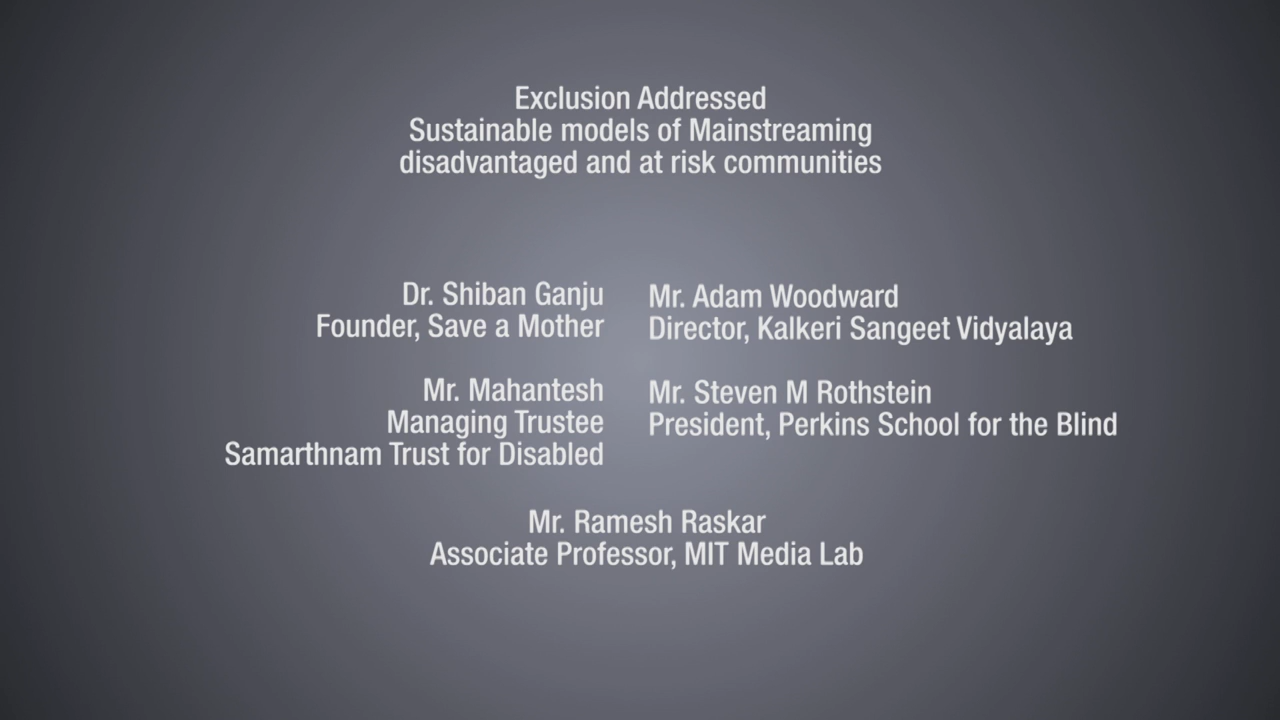 Exclusion Addressed
Sustainable models of Mainstreaming
disadvantaged and at risk communities
Dr. Shiban Ganju
Founder, Save a Mother
Mr. Adam Woodward
Director, Kalkeri Sangeet Vidyalaya
Mr. Mahantesh
Managing Trustee
Samarthnam Trust for Disabled
Mr. Steven M Rothstein
President, Perkins School for the Blind
Mr. Ramesh Raskar
Associate Professor, MIT Media Lab